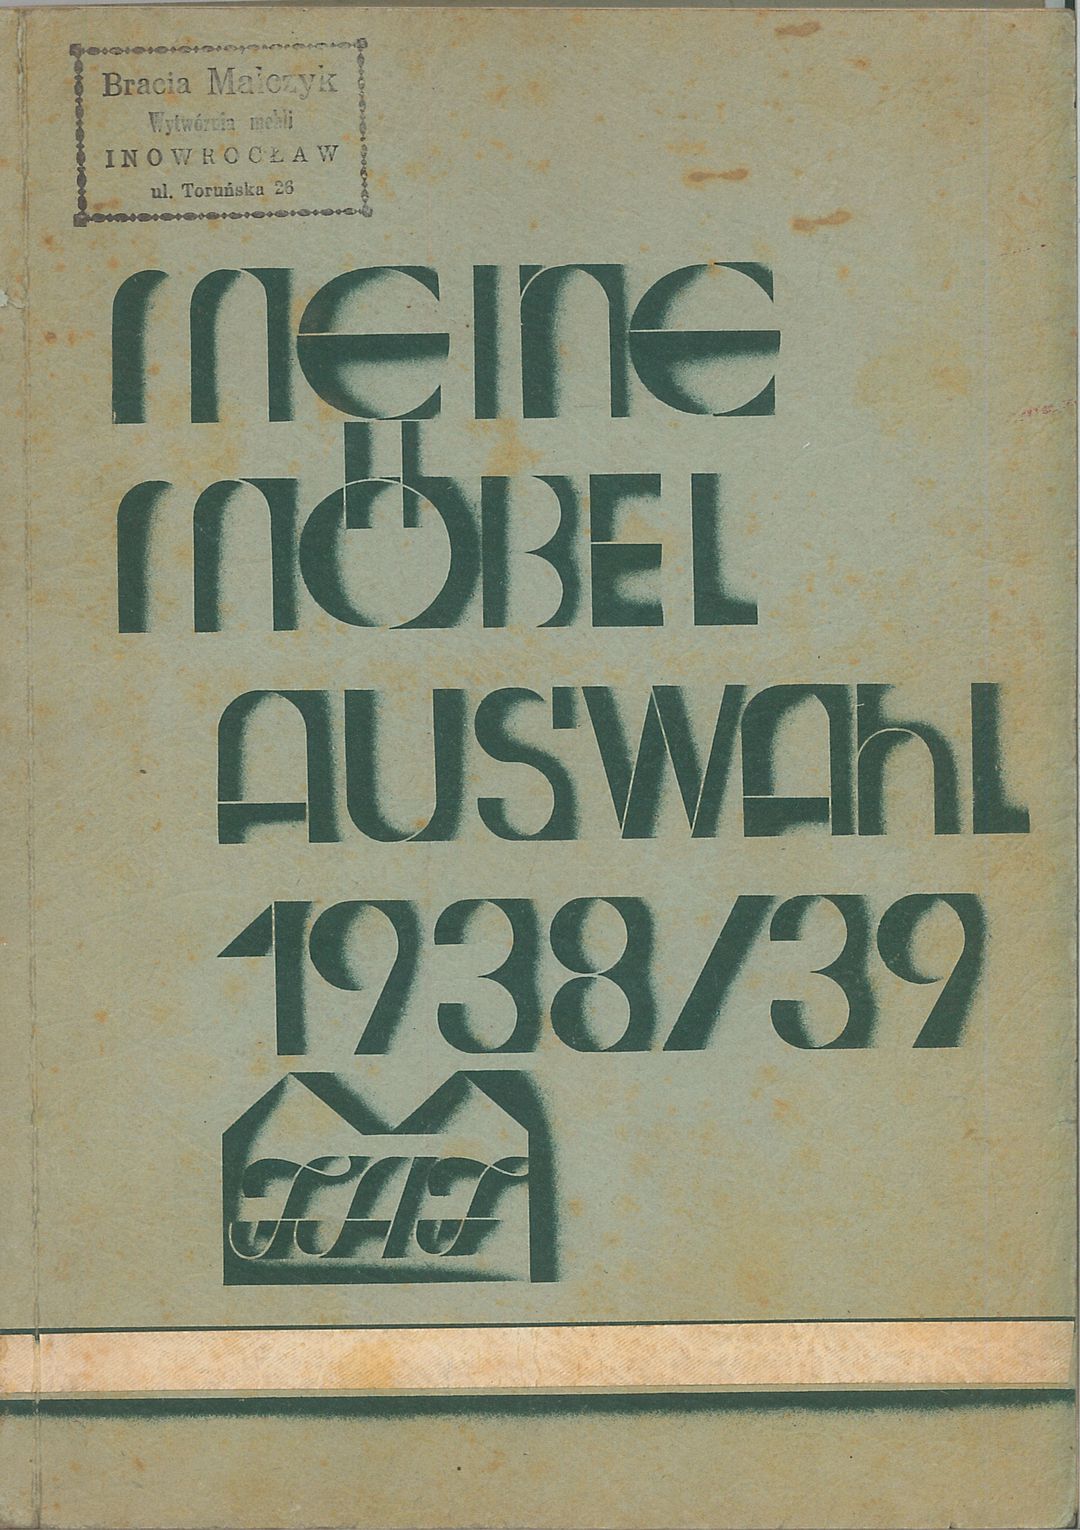 Bracia Malczyk
Wytwórnia mebli
INOWROCŁAW
ul. Toruńska 26
MEINE
MÖBEL
AUSWAhL
1938/39